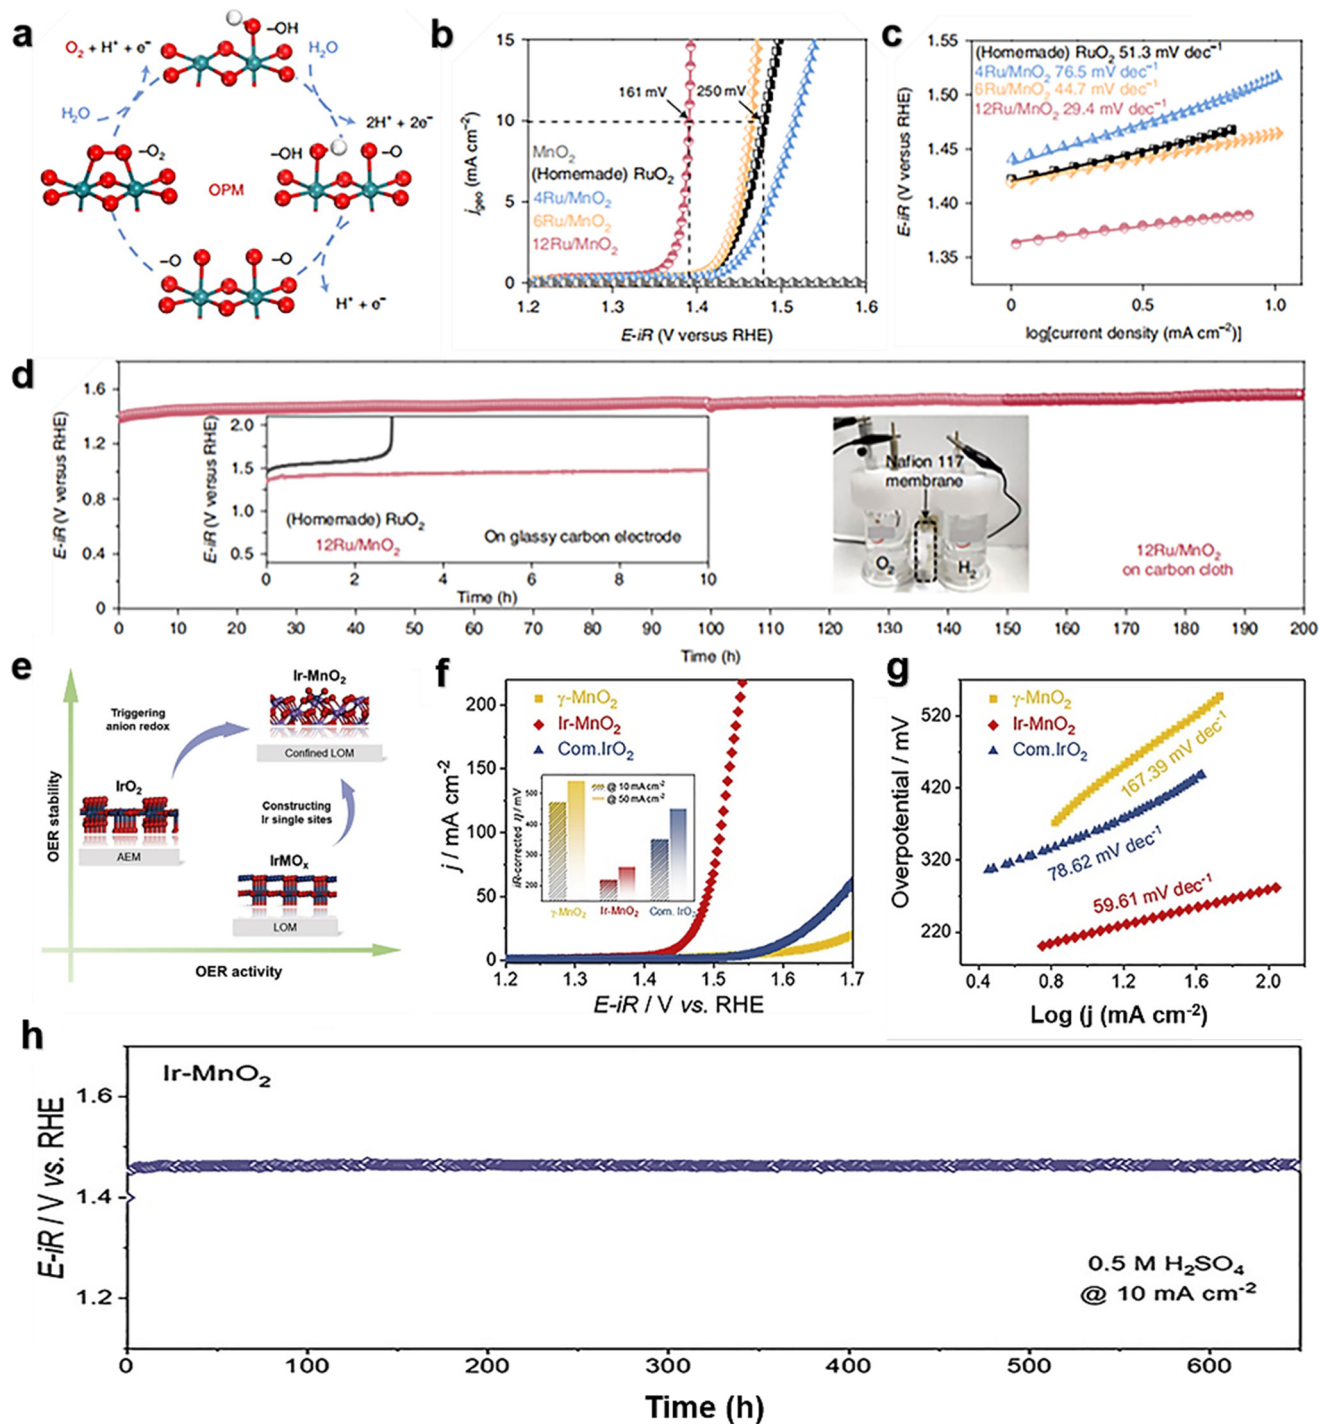 a
–OH
O₂ + H⁺ + e⁻
H₂O
H₂O
2H⁺ + 2e⁻
–O₂
–OH
–O
OPM
–O
–O
H⁺ + e⁻
b
15
10
5
0
j_geo (mA cm⁻²)
161 mV
250 mV
MnO₂
(Homemade) RuO₂
4Ru/MnO₂
6Ru/MnO₂
12Ru/MnO₂
1.2
1.3
1.4
1.5
1.6
E-iR (V versus RHE)
c
1.55
1.50
1.45
1.40
1.35
E-iR (V versus RHE)
(Homemade) RuO₂ 51.3 mV dec⁻¹
4Ru/MnO₂ 76.5 mV dec⁻¹
6Ru/MnO₂ 44.7 mV dec⁻¹
12Ru/MnO₂ 29.4 mV dec⁻¹
0
0.5
1.0
log[current density (mA cm⁻²)]
d
1.6
1.2
0.8
0.4
0
E-iR (V versus RHE)
2.0
1.5
1.0
0.5
E-iR (V versus RHE)
(Homemade) RuO₂
12Ru/MnO₂
On glassy carbon electrode
0
2
4
6
8
10
Time (h)
Nafion 117
membrane
O₂
H₂
12Ru/MnO₂
on carbon cloth
0
10
20
30
40
50
60
70
80
90
100
110
120
130
140
150
160
170
180
190
200
Time (h)
e
OER stability
Ir-MnO₂
Triggering
anion redox
Confined LOM
IrO₂
AEM
Constructing
Ir single sites
IrMOₓ
LOM
OER activity
f
200
150
100
50
0
j / mA cm⁻²
γ-MnO₂
Ir-MnO₂
Com.IrO₂
@ 10 mA cm⁻²
@ 50 mA cm⁻²
500
400
300
200
iR-corrected η / mV
γ-MnO₂
Ir-MnO₂
Com. IrO₂
1.2
1.3
1.4
1.5
1.6
1.7
E-iR / V vs. RHE
g
520
420
320
220
Overpotential / mV
γ-MnO₂
Ir-MnO₂
Com.IrO₂
167.39 mV dec⁻¹
78.62 mV dec⁻¹
59.61 mV dec⁻¹
0.4
1.2
1.6
2.0
Log (j (mA cm⁻²)
h
Ir-MnO₂
1.6
1.4
1.2
E-iR / V vs. RHE
0.5 M H₂SO₄
@ 10 mA cm⁻²
0
100
200
300
400
500
600
Time (h)